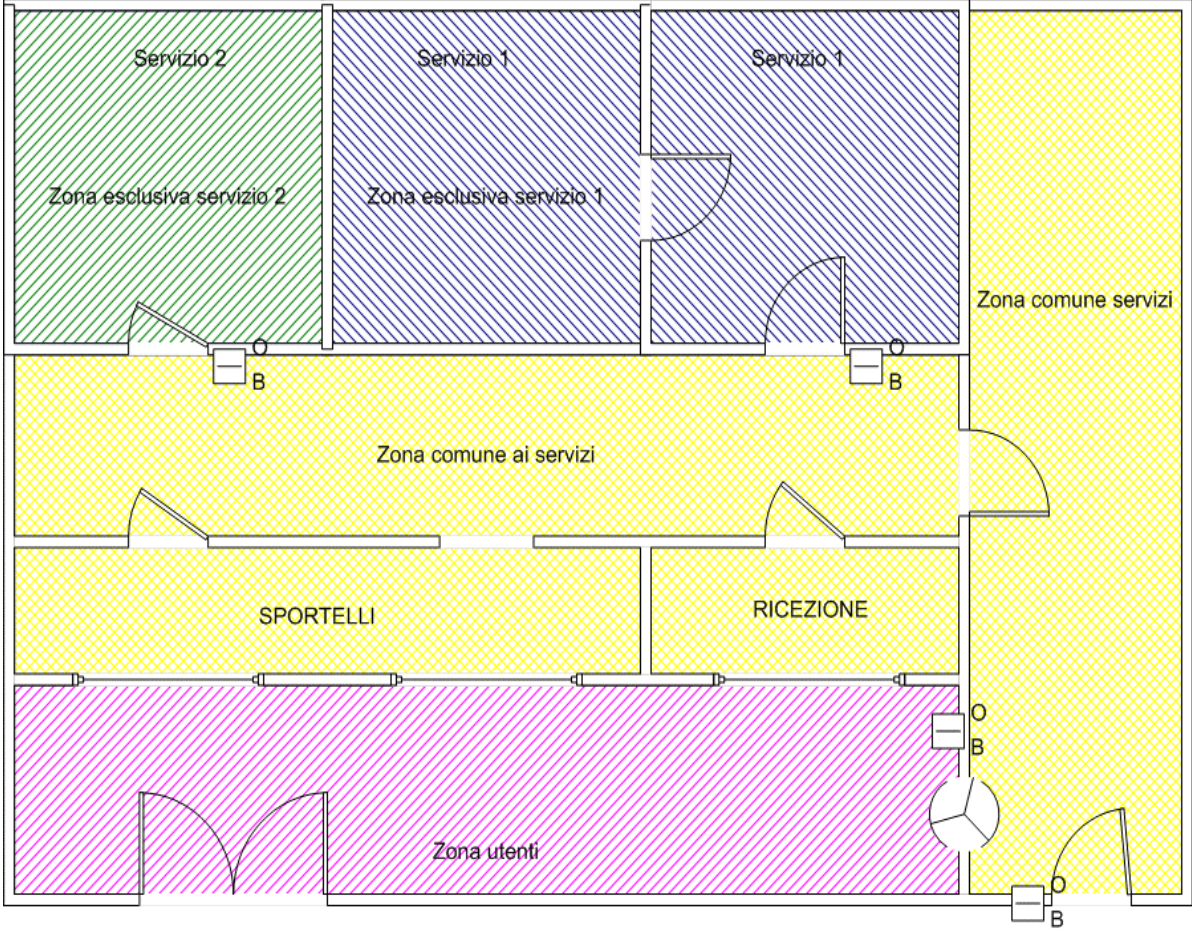 Servizio 2
Servizio 1
Servizio 1
Zona esclusiva servizio 2
Zona esclusiva servizio 1
Zona comune servizi
O
B
O
B
Zona comune ai servizi
SPORTELLI
RICEZIONE
O
B
Zona utenti
O
B